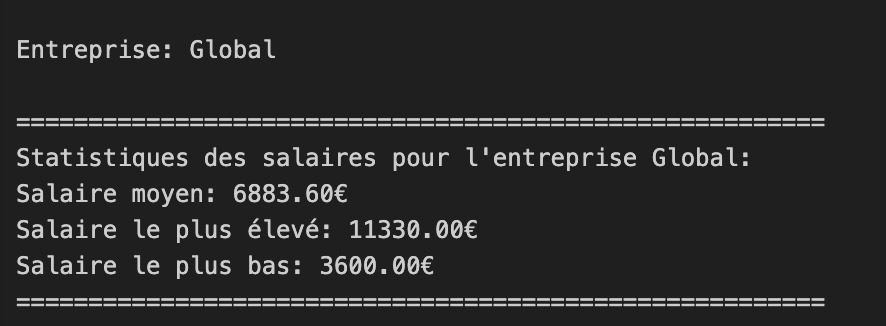 Entreprise: Global
========================================================
Statistiques des salaires pour l'entreprise Global:
Salaire moyen: 6883.60€
Salaire le plus élevé: 11330.00€
Salaire le plus bas: 3600.00€
========================================================